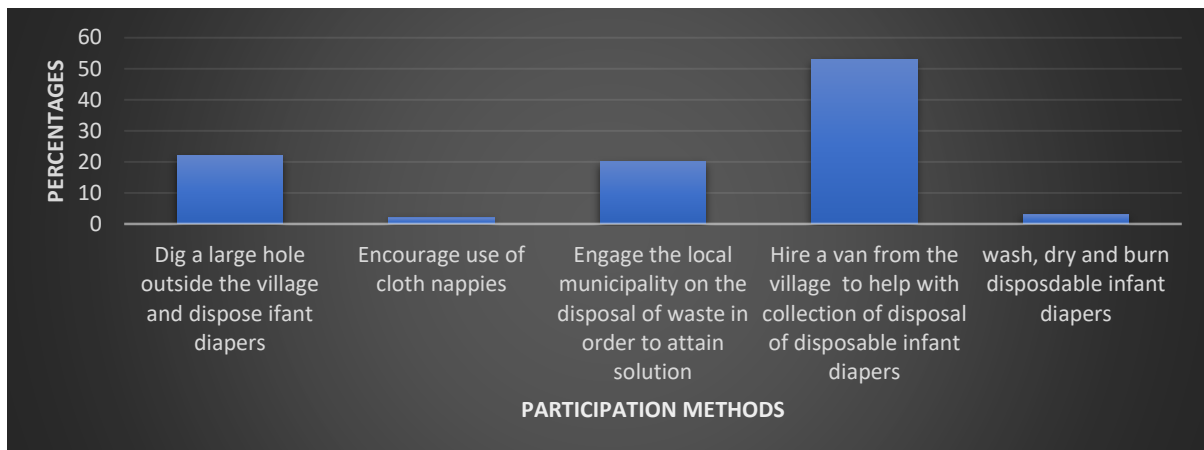 60
50
40
30
20
10
0
PERCENTAGES
Dig a large hole
outside the village
and dispose ifant
diapers
Encourage use of
cloth nappies
Engage the local
municipality on the
disposal of waste in
order to attain
solution
Hire a van from the
village to help with
collection of disposal
of disposable infant
diapers
wash, dry and burn
disposdable infant
diapers
PARTICIPATION METHODS